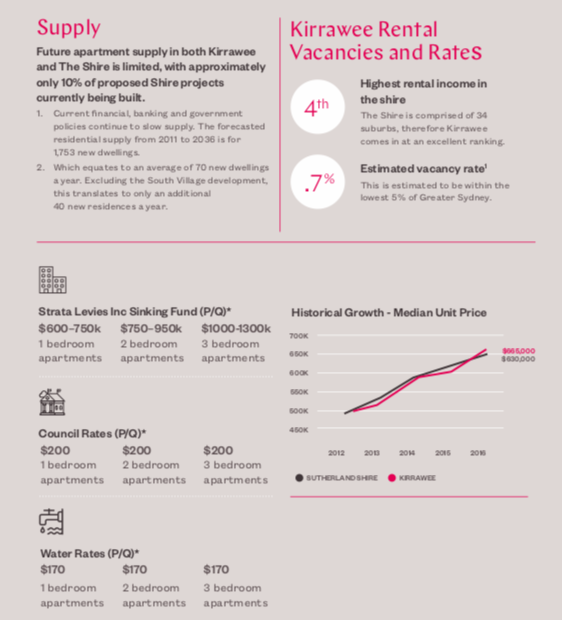 Supply
Future apartment supply in both Kirrawee
and The Shire is limited, with approximately
only 10% of proposed Shire projects
currently being built.
1. Current financial, banking and government
policies continue to slow supply. The forecasted
residential supply from 2011 to 2036 is for
1,753 new dwellings.
2. Which equates to an average of 70 new dwellings
a year. Excluding the South Village development,
this translates to only an additional
40 new residences a year.
Kirrawee Rental
Vacancies and Rates
4th
Highest rental income in
the shire
The Shire is comprised of 34
suburbs, therefore Kirrawee
comes in at an excellent ranking.
.7%
Estimated vacancy rate¹
This is estimated to be within the
lowest 5% of Greater Sydney.
Strata Levies Inc Sinking Fund (P/Q)*
$600-750k $750-950k $1000-1300k
1 bedroom 2 bedroom 3 bedroom
apartments apartments apartments
Council Rates (P/Q)*
$200 $200 $200
1 bedroom 2 bedroom 3 bedroom
apartments apartments apartments
Water Rates (P/Q)*
$170 $170 $170
1 bedroom 2 bedroom 3 bedroom
apartments apartments apartments
Historical Growth - Median Unit Price
700K
650K
600K
550K
500K
450K
$665,000
$630,000
2012 2013 2014 2015 2016
SUTHERLAND SHIRE KIRRAWEE